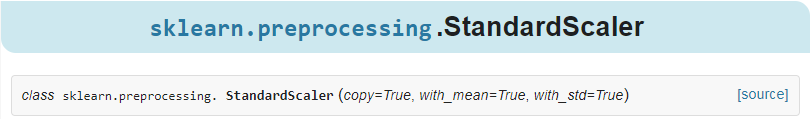 sklearn.preprocessing.StandardScaler
class sklearn.preprocessing. StandardScaler (copy=True, with_mean=True, with_std=True) [source]